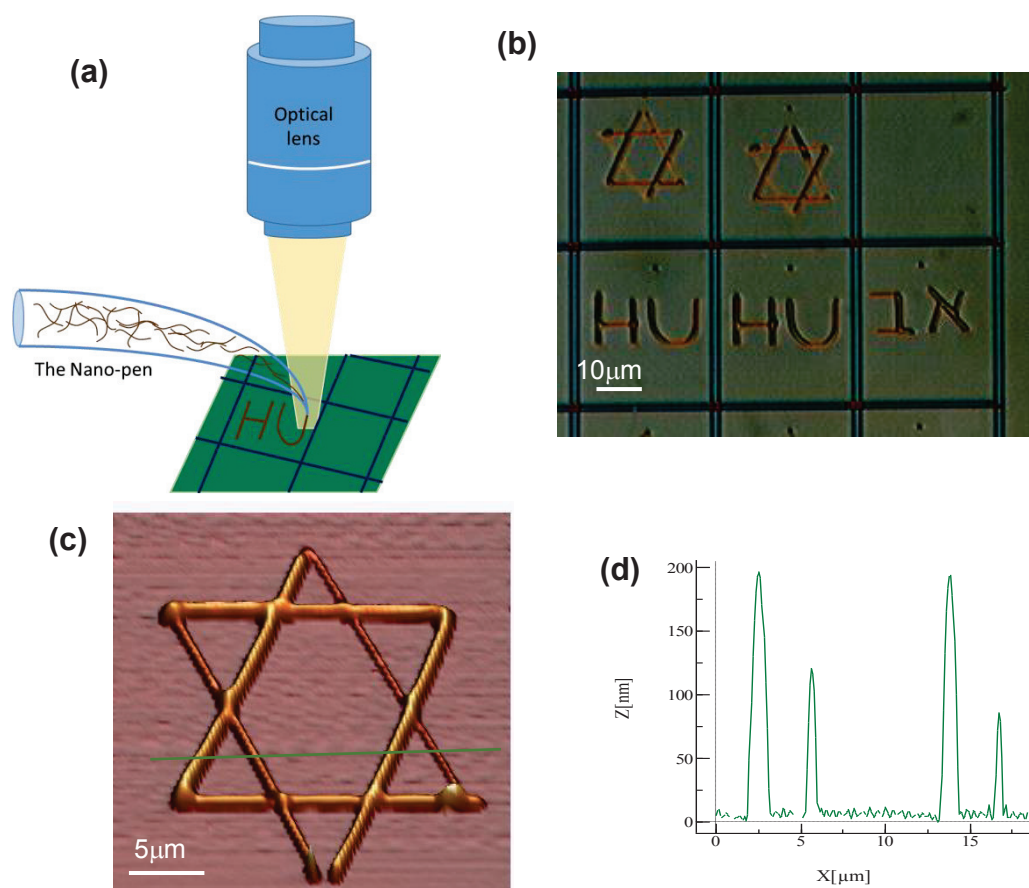 (a)
Optical
lens
The Nano-pen
HU
(b)
HU HU אב
10μm
(c)
5μm
(d)
200
150
100
50
0
Z[nm]
0 5 10 15
X[μm]